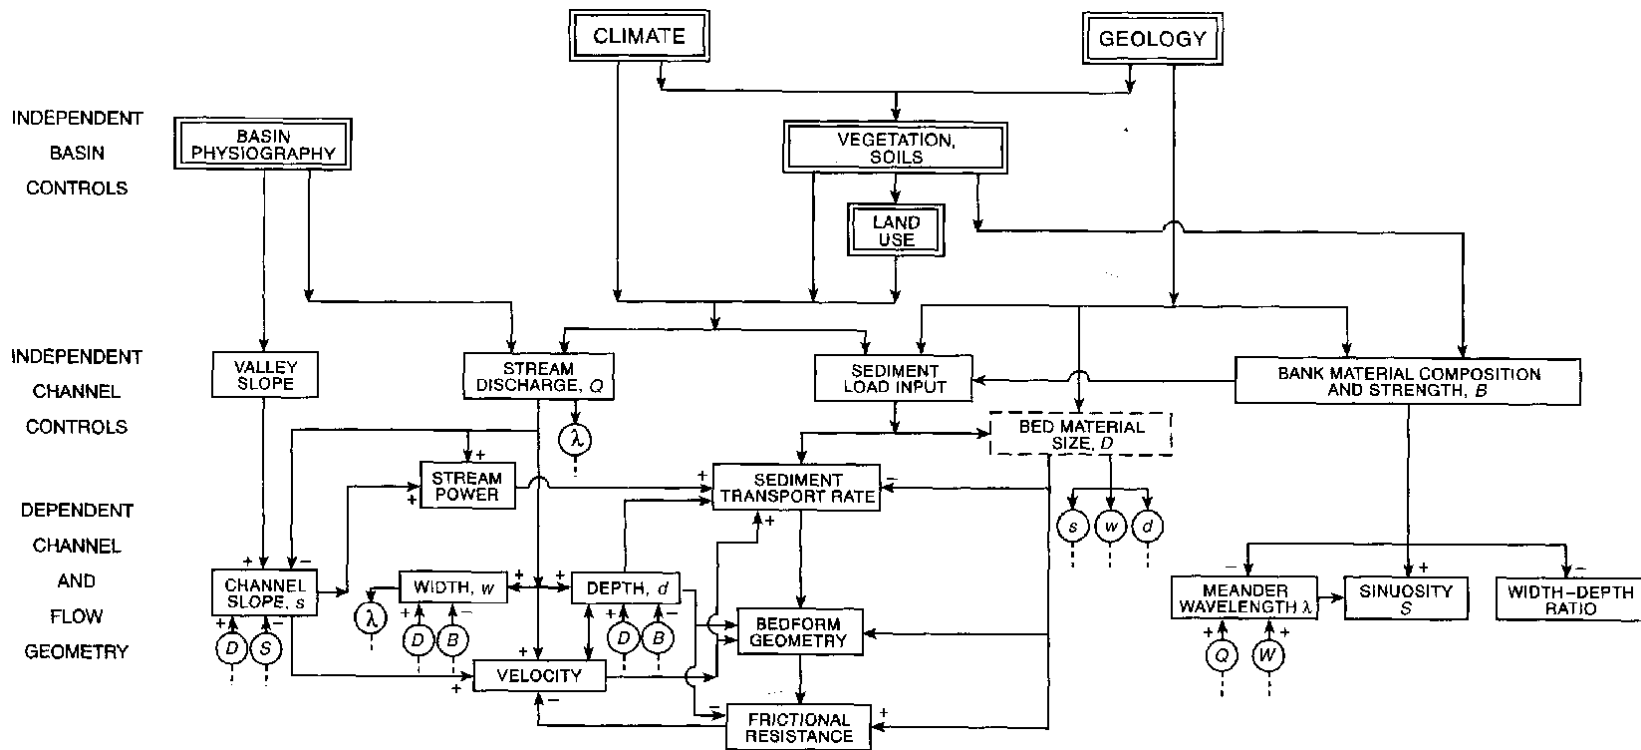 CLIMATE
GEOLOGY
INDEPENDENT
BASIN
CONTROLS
BASIN
PHYSIOGRAPHY
VEGETATION,
SOILS
LAND
USE
INDEPENDENT
CHANNEL
CONTROLS
VALLEY
SLOPE
STREAM
DISCHARGE, Q
λ
SEDIMENT
LOAD INPUT
BANK MATERIAL COMPOSITION
AND STRENGTH, B
BED MATERIAL
SIZE, D
s
w
d
DEPENDENT
CHANNEL
AND
FLOW
GEOMETRY
+
STREAM
POWER
+
+
SEDIMENT
TRANSPORT RATE
−
+
+
−
CHANNEL
SLOPE, s
+
−
D
S
λ
WIDTH, w
+
+
−
D
B
+
DEPTH, d
+
−
D
B
+
VELOCITY
+
−
BEDFORM
GEOMETRY
−
FRICTIONAL
RESISTANCE
+
−
MEANDER
WAVELENGTH λ
+
+
Q
W
+
SINUOSITY
S
−
WIDTH–DEPTH
RATIO